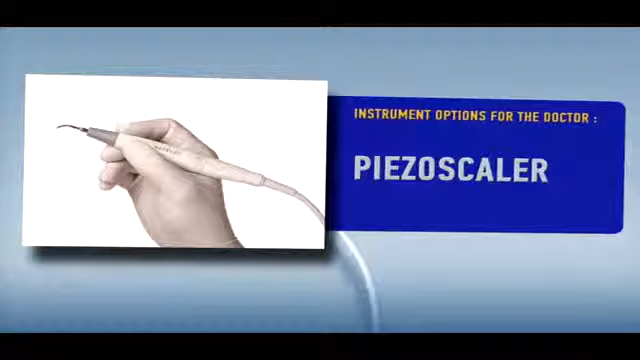 INSTRUMENT OPTIONS FOR THE DOCTOR :
PIEZOSCALER